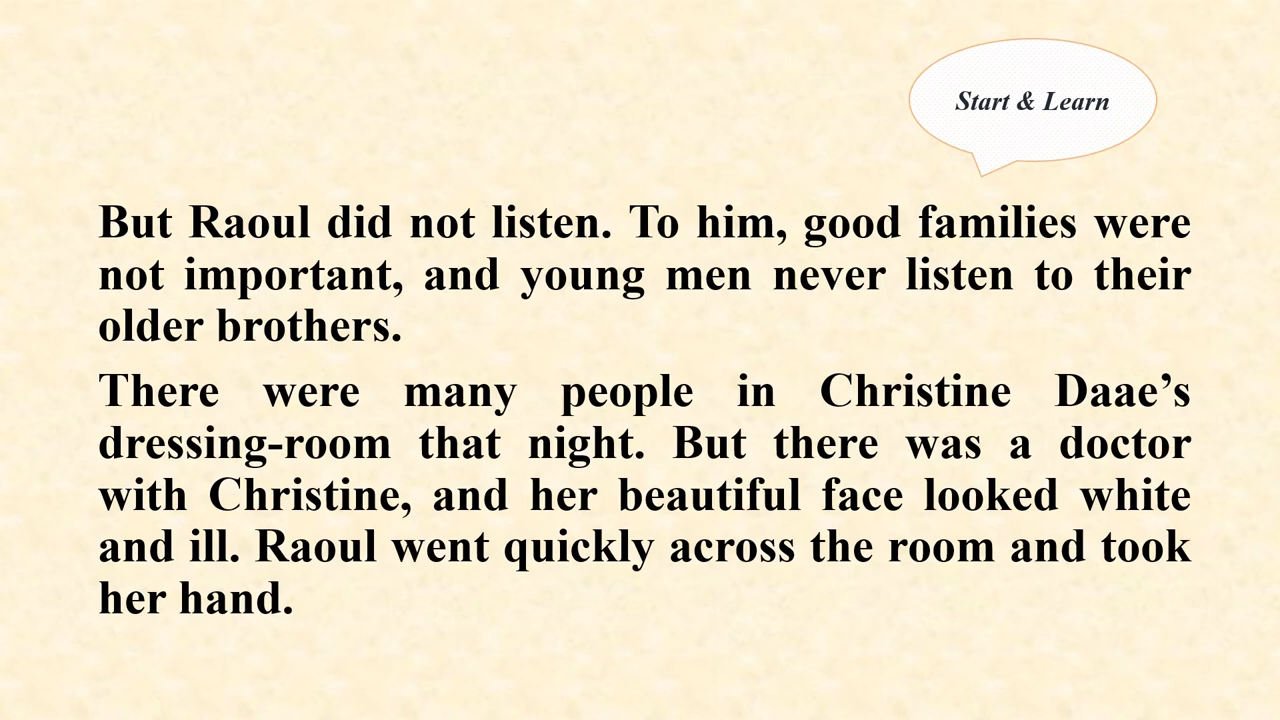 Start & Learn
But Raoul did not listen. To him, good families were
not important, and young men never listen to their
older brothers.
There were many people in Christine Daae’s
dressing-room that night. But there was a doctor
with Christine, and her beautiful face looked white
and ill. Raoul went quickly across the room and took
her hand.